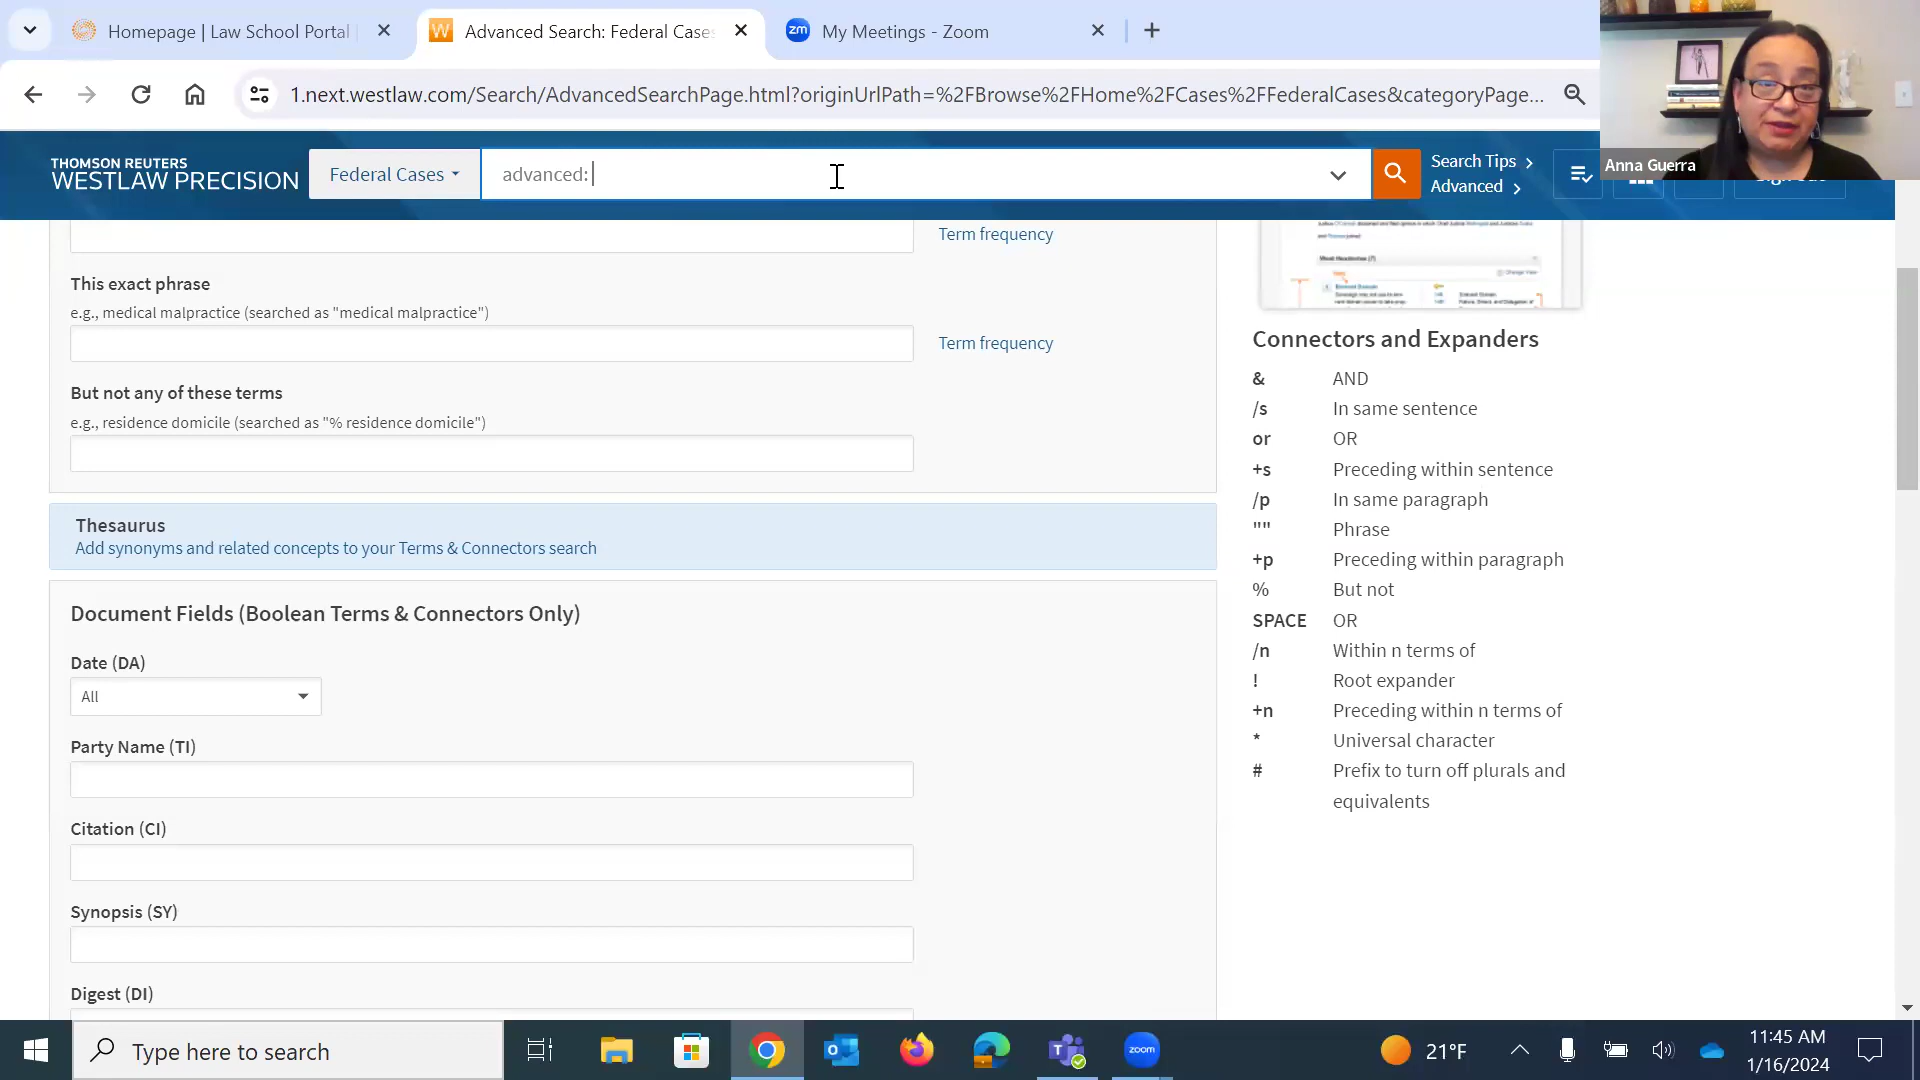 Homepage | Law School Portal
Advanced Search: Federal Cases
My Meetings - Zoom
1.next.westlaw.com/Search/AdvancedSearchPage.html?originUrlPath=%2FBrowse%2FHome%2FCases%2FFederalCases&categoryPage...
THOMSON REUTERS
WESTLAW PRECISION
Federal Cases
advanced:
Search Tips
Advanced
Anna Guerra
Term frequency
This exact phrase
e.g., medical malpractice (searched as "medical malpractice")
Term frequency
But not any of these terms
e.g., residence domicile (searched as "% residence domicile")
Thesaurus
Add synonyms and related concepts to your Terms & Connectors search
Document Fields (Boolean Terms & Connectors Only)
Date (DA)
All
Party Name (TI)
Citation (CI)
Synopsis (SY)
Digest (DI)
Connectors and Expanders
& AND
/s In same sentence
or OR
+s Preceding within sentence
/p In same paragraph
"" Phrase
+p Preceding within paragraph
% But not
SPACE OR
/n Within n terms of
! Root expander
+n Preceding within n terms of
* Universal character
# Prefix to turn off plurals and
equivalents
Type here to search
zoom
21°F
11:45 AM
1/16/2024